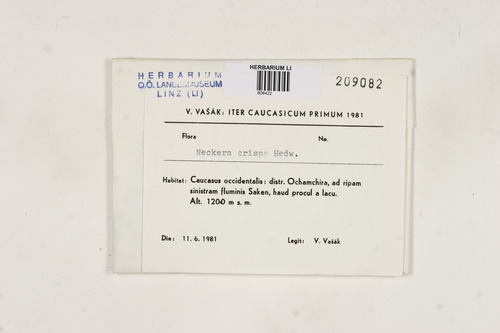 HERBARIUM
O.Ö. LANDESMUSEUM
LINZ (LI)
HERBARIUM LI
209082
V. VAŠÁK: ITER CAUCASICUM PRIMUM 1981
Flora No.
Neckera crispa Hedw.
Habitat: Caucasus occidentalis: distr. Ochamchira, ad ripam
sinistram fluminis Saken, haud procul a lacu.
Alt. 1200 m s. m.
Die: 11. 6. 1981 Legit: V. Vašák